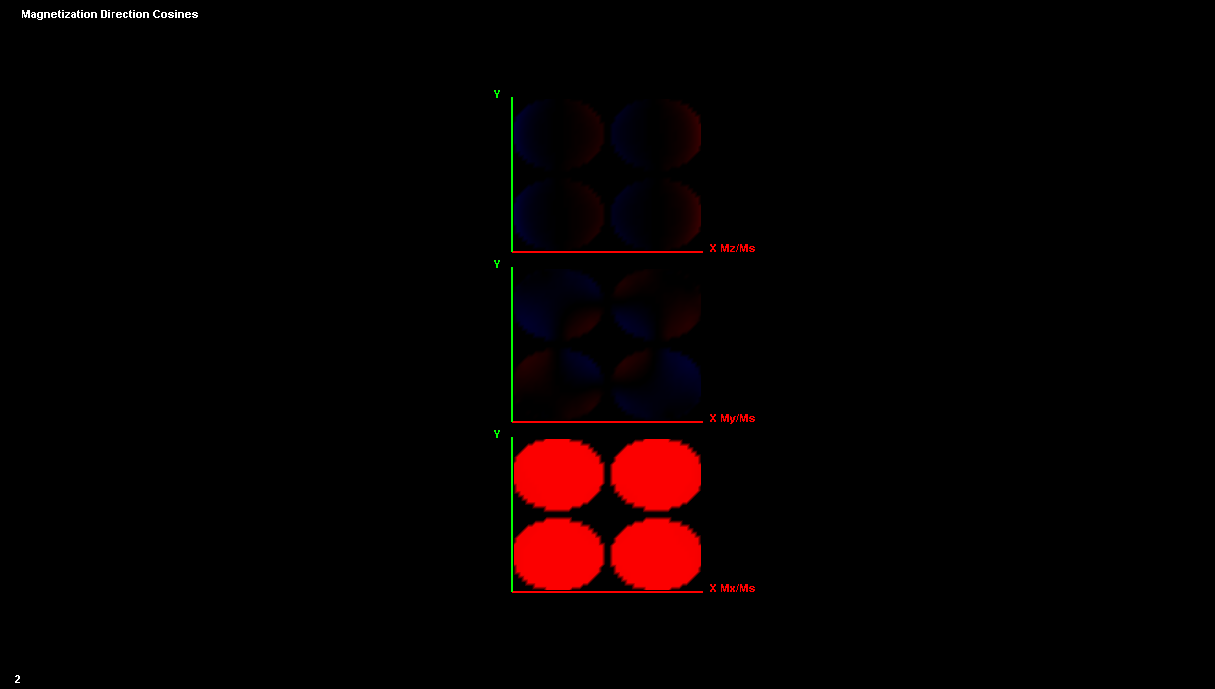 Magnetization Direction Cosines
Y
X Mz/Ms
Y
X My/Ms
Y
X Mx/Ms
2